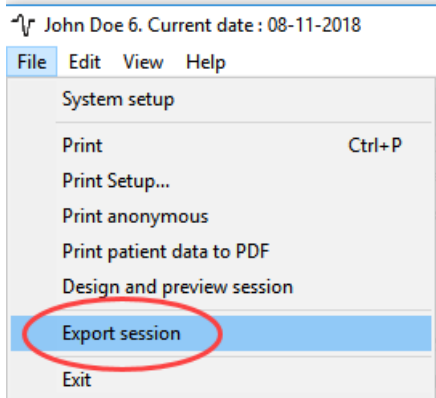 John Doe 6. Current date : 08-11-2018
File Edit View Help
System setup
Print Ctrl+P
Print Setup...
Print anonymous
Print patient data to PDF
Design and preview session
Export session
Exit